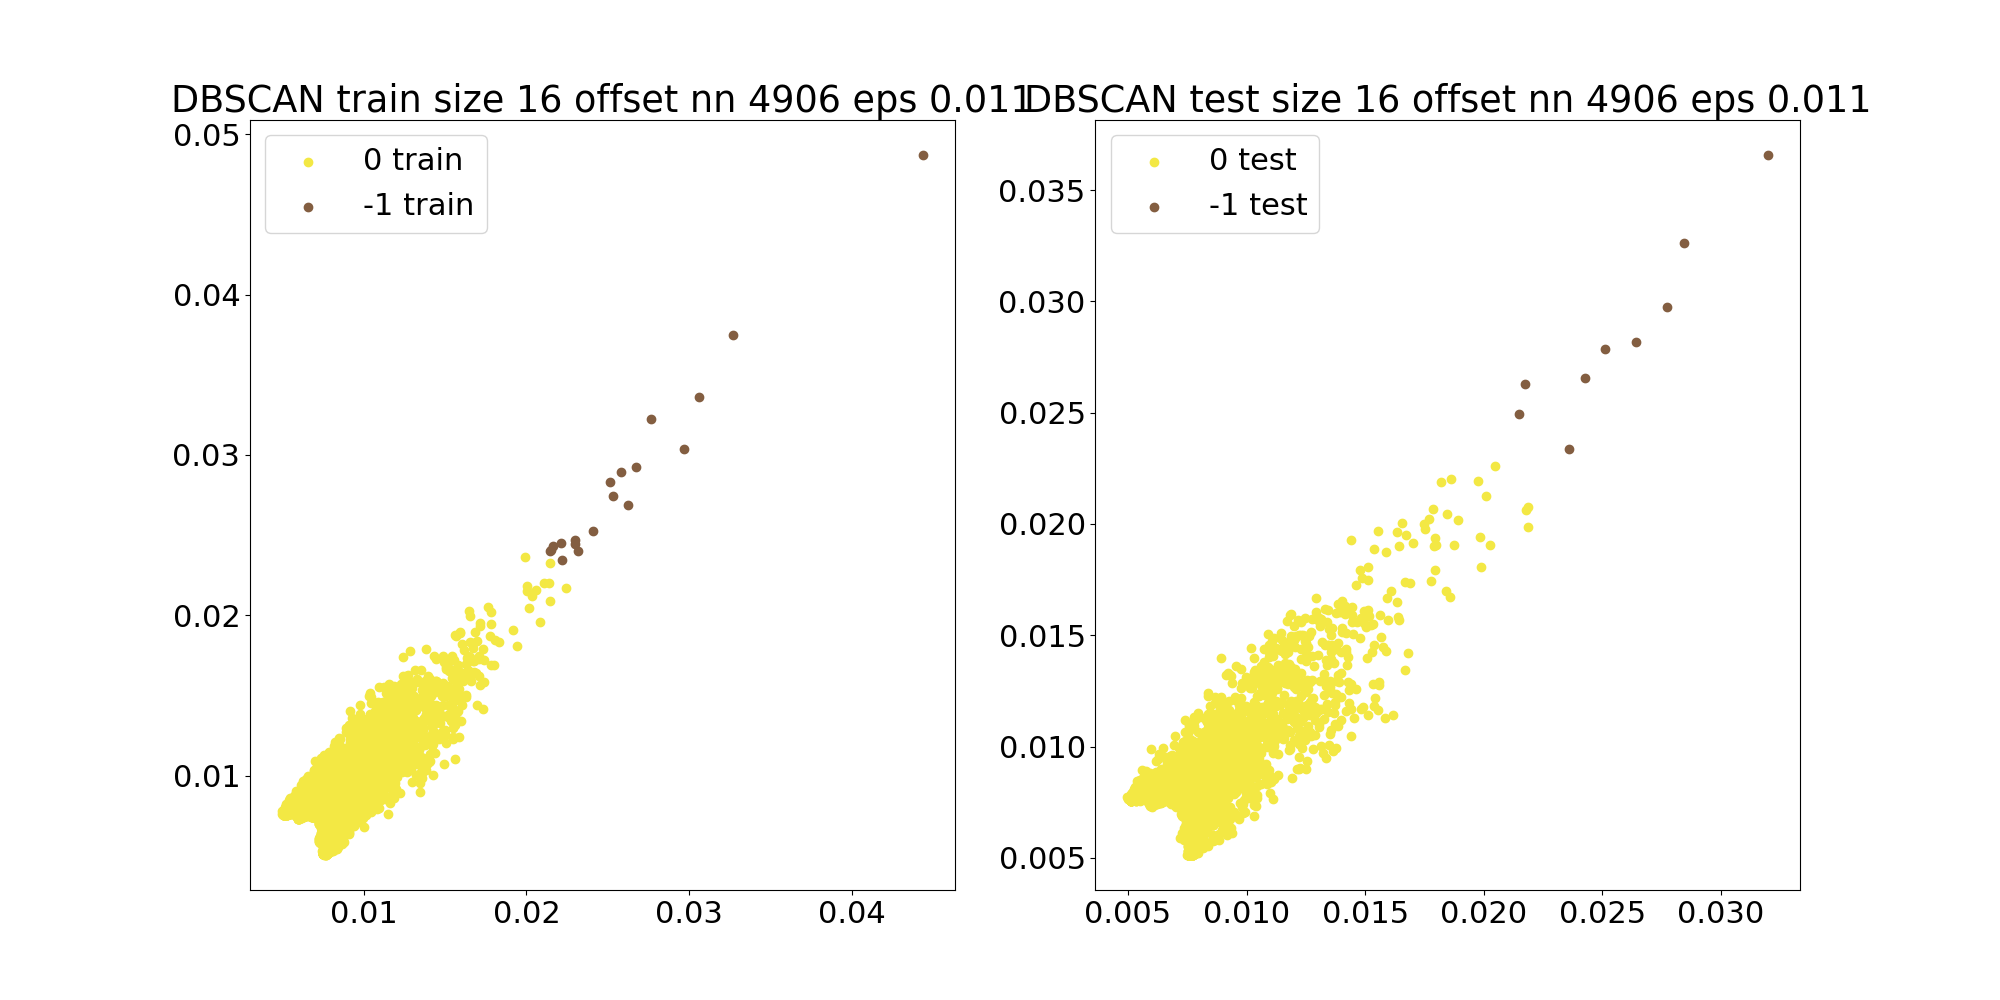 DBSCAN train size 16 offset nn 4906 eps 0.011
0.05
0.04
0.03
0.02
0.01
0 train
-1 train
0.01 0.02 0.03 0.04
DBSCAN test size 16 offset nn 4906 eps 0.011
0.035
0.030
0.025
0.020
0.015
0.010
0.005
0 test
-1 test
0.005 0.010 0.015 0.020 0.025 0.030